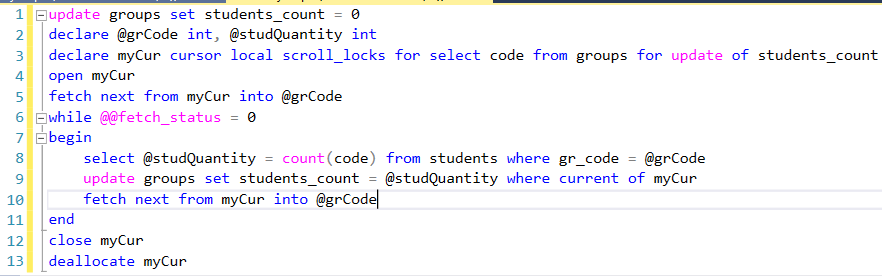 1 update groups set students_count = 0
2 declare @grCode int, @studQuantity int
3 declare myCur cursor local scroll_locks for select code from groups for update of students_count
4 open myCur
5 fetch next from myCur into @grCode
6 while @@fetch_status = 0
7 begin
8 select @studQuantity = count(code) from students where gr_code = @grCode
9 update groups set students_count = @studQuantity where current of myCur
10 fetch next from myCur into @grCode
11 end
12 close myCur
13 deallocate myCur